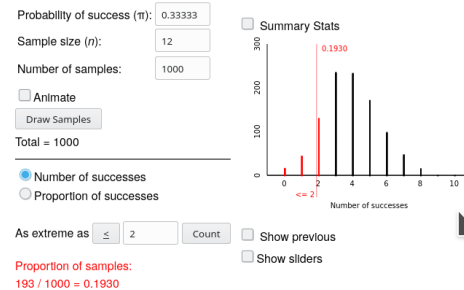 Probability of success (π): 0.33333
Sample size (n): 12
Number of samples: 1000
Animate
Draw Samples
Total = 1000
Number of successes
Proportion of successes
As extreme as ≤ 2 Count
Proportion of samples:
193 / 1000 = 0.1930
Summary Stats
0.1930
300
200
100
0
0 2 4 6 8 10
<= 2
Number of successes
Show previous
Show sliders